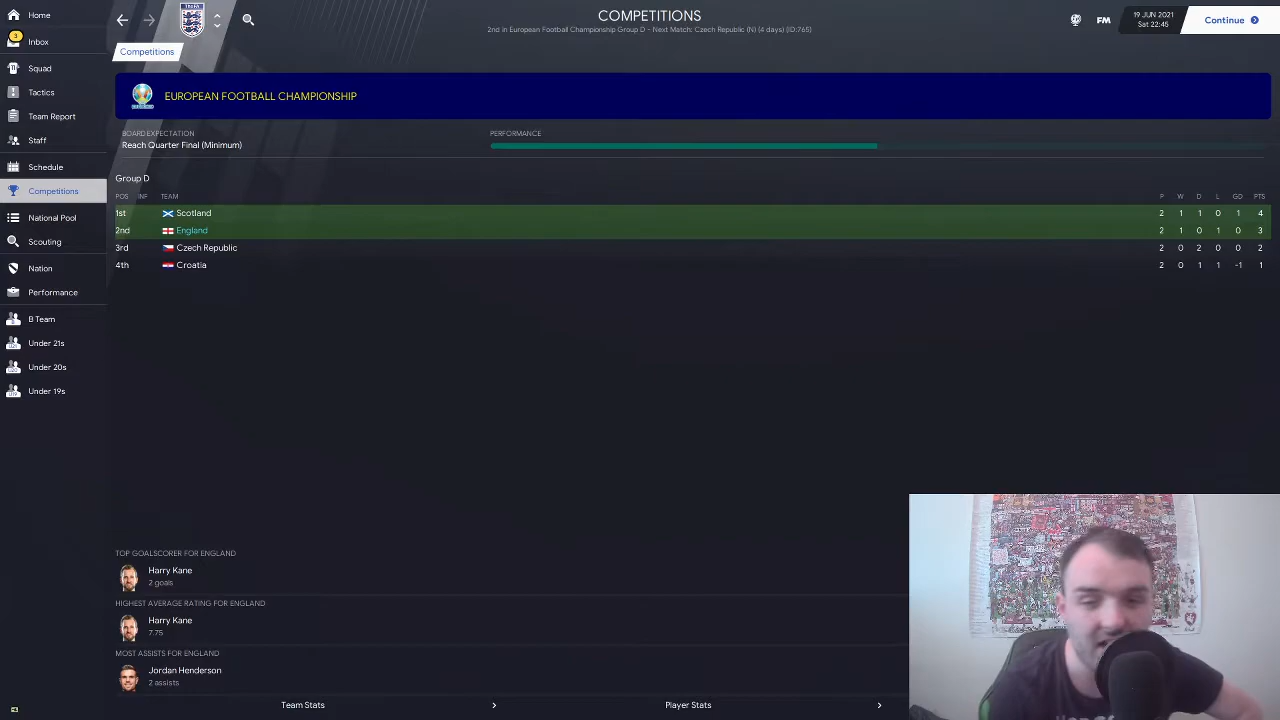 Home
COMPETITIONS
2nd in European Football Championship Group D - Next Match: Czech Republic (N) (4 days) (ID:765)
FM
19 JUN 2021
Sat 22:45
Continue
3
Inbox
Squad
Tactics
Team Report
Staff
Schedule
Competitions
National Pool
Scouting
Nation
Performance
B Team
Under 21s
Under 20s
Under 19s
Competitions
EUROPEAN FOOTBALL CHAMPIONSHIP
BOARD EXPECTATION
Reach Quarter Final (Minimum)
PERFORMANCE
Group D
POS INF TEAM P W D L GD PTS
1st Scotland 2 1 1 0 1 4
2nd England 2 1 0 1 0 3
3rd Czech Republic 2 0 2 0 0 2
4th Croatia 2 0 1 1 -1 1
TOP GOALSCORER FOR ENGLAND
Harry Kane
2 goals
HIGHEST AVERAGE RATING FOR ENGLAND
Harry Kane
7.75
MOST ASSISTS FOR ENGLAND
Jordan Henderson
2 assists
Team Stats
Player Stats